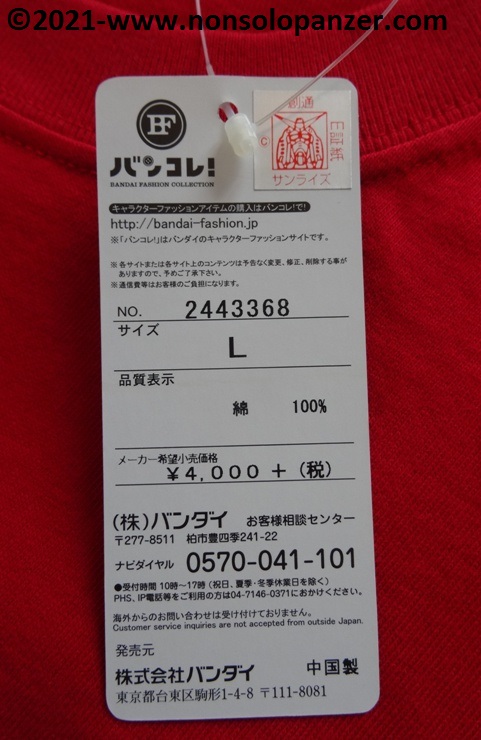 ©2021-www.nonsolopanzer.com
BF
バンコレ!
BANDAI FASHION COLLECTION
創通
サンライズ
証紙
キャラクターファッションアイテムの購入はバンコレ!で!
http://bandai-fashion.jp
※「バンコレ!」はバンダイのキャラクターファッションサイトです。
※各サイトまたは各サイト上のコンテンツは予告なく変更、修正、削除する事が
ありますので、予めご了承下さい。
※通信費等はお客様のご負担になります。
NO. 2443368
サイズ
L
品質表示
綿 100%
メーカー希望小売価格
¥4,000 + (税)
(株)バンダイ お客様相談センター
〒277-8511 柏市豊四季241-22
ナビダイヤル 0570-041-101
●受付時間 10時~17時 (祝日、夏季・冬季休業日を除く)
PHS、IP電話等をご利用の方は04-7146-0371におかけください。
海外からのお問い合わせは受け付けておりません。
Customer service inquiries are not accepted from outside Japan.
発売元
株式会社バンダイ 中国製
東京都台東区駒形1-4-8 〒111-8081